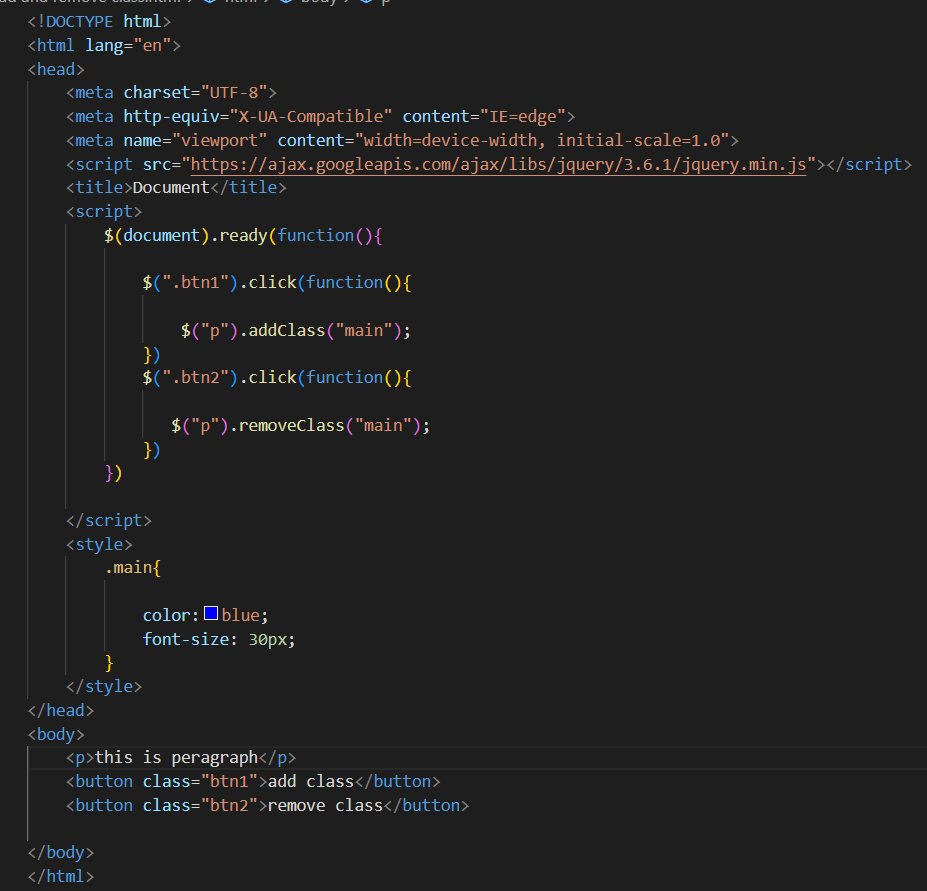 <!DOCTYPE html>
<html lang="en">
<head>
    <meta charset="UTF-8">
    <meta http-equiv="X-UA-Compatible" content="IE=edge">
    <meta name="viewport" content="width=device-width, initial-scale=1.0">
    <script src="https://ajax.googleapis.com/ajax/libs/jquery/3.6.1/jquery.min.js"></script>
    <title>Document</title>
    <script>
        $(document).ready(function(){
            $(".btn1").click(function(){
                $("p").addClass("main");
            })
            $(".btn2").click(function(){
               $("p").removeClass("main");
            })
        })
    </script>
    <style>
        .main{
            color:blue;
            font-size: 30px;
        }
    </style>
</head>
<body>
    <p>this is peragraph</p>
    <button class="btn1">add class</button>
    <button class="btn2">remove class</button>
</body>
</html>